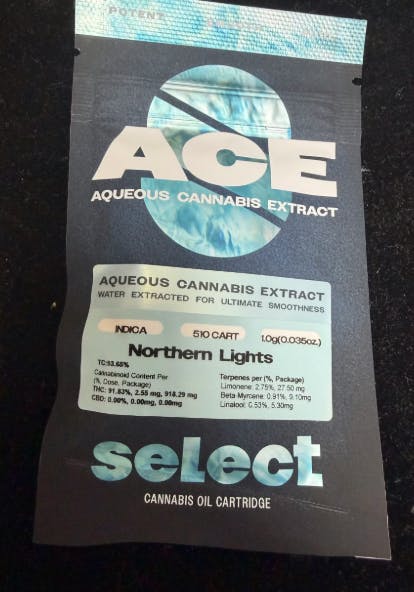 POTENT
ACE
AQUEOUS CANNABIS EXTRACT
AQUEOUS CANNABIS EXTRACT
WATER EXTRACTED FOR ULTIMATE SMOOTHNESS
INDICA 510 CART 1.0g(0.035oz.)
Northern Lights
TC:93.65%
Cannabinoid Content Per
(%, Dose, Package)
THC: 91.83%, 2.55 mg, 918.29 mg
CBD: 0.00%, 0.00mg, 0.00mg
Terpenes per (%, Package)
Limonene: 2.75%, 27.50 mg
Beta-Myrcene: 0.91%, 9.10mg
Linalool: 0.53%, 5.30mg
select
CANNABIS OIL CARTRIDGE